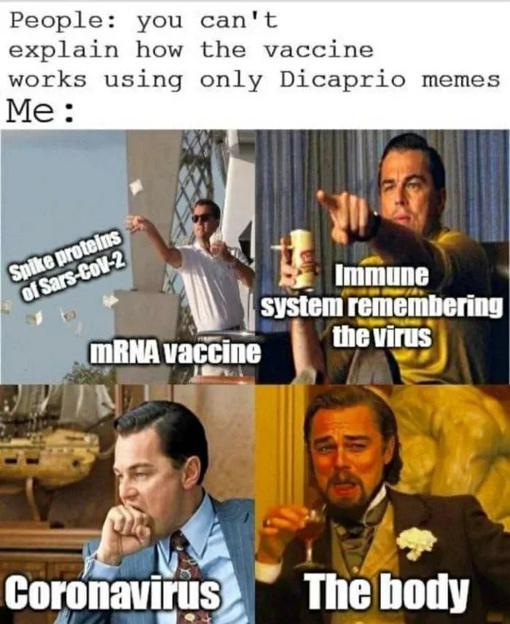 People: you can't
explain how the vaccine
works using only Dicaprio memes
Me:
Spike proteins
of Sars-CoV-2
mRNA vaccine
Immune
system remembering
the virus
Coronavirus
The body